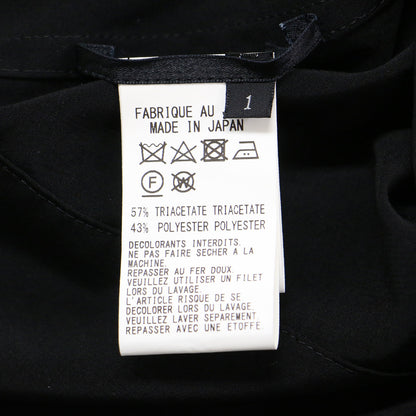 1
FABRIQUE AU
MADE IN JAPAN
F
W
57% TRIACETATE TRIACETATE
43% POLYESTER POLYESTER
DECOLORANTS INTERDITS.
NE PAS FAIRE SECHER A LA
MACHINE.
REPASSER AU FER DOUX.
VEUILLEZ UTILISER UN FILET
LORS DU LAVAGE.
L'ARTICLE RISQUE DE SE
DECOLORER LORS DU LAVAGE.
VEUILLEZ LAVER SEPAREMENT.
REPASSER AVEC UNE ETOFFE